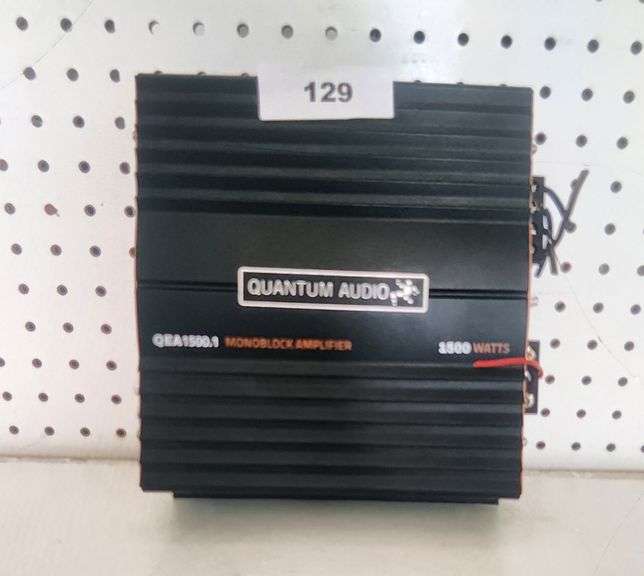 129
QUANTUM AUDIO
QEA1500.1 MONOBLOCK AMPLIFIER 1500 WATTS